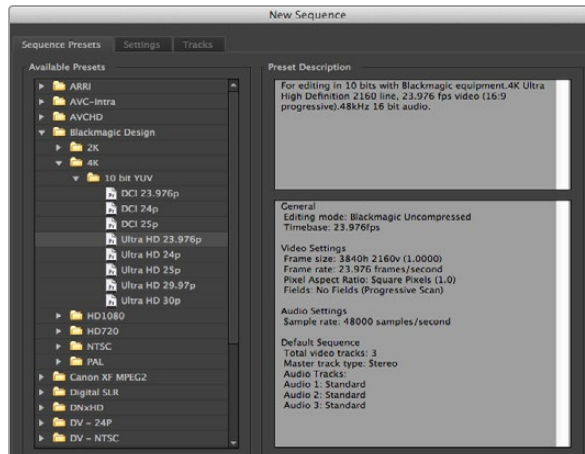 New Sequence
Sequence Presets
Settings
Tracks
Available Presets
ARRI
AVC-Intra
AVCHD
Blackmagic Design
2K
4K
10 bit YUV
DCI 23.976p
DCI 24p
DCI 25p
Ultra HD 23.976p
Ultra HD 24p
Ultra HD 25p
Ultra HD 29.97p
Ultra HD 30p
HD1080
HD720
NTSC
PAL
Canon XF MPEG2
Digital SLR
DNxHD
DV - 24P
DV - NTSC
Preset Description
For editing in 10 bits with Blackmagic equipment.4K Ultra
High Definition 2160 line, 23.976 fps video (16:9
progressive).48kHz 16 bit audio.
General
Editing mode: Blackmagic Uncompressed
Timebase: 23.976fps
Video Settings
Frame size: 3840h 2160v (1.0000)
Frame rate: 23.976 frames/second
Pixel Aspect Ratio: Square Pixels (1.0)
Fields: No Fields (Progressive Scan)
Audio Settings
Sample rate: 48000 samples/second
Default Sequence
Total video tracks: 3
Master track type: Stereo
Audio Tracks:
Audio 1: Standard
Audio 2: Standard
Audio 3: Standard